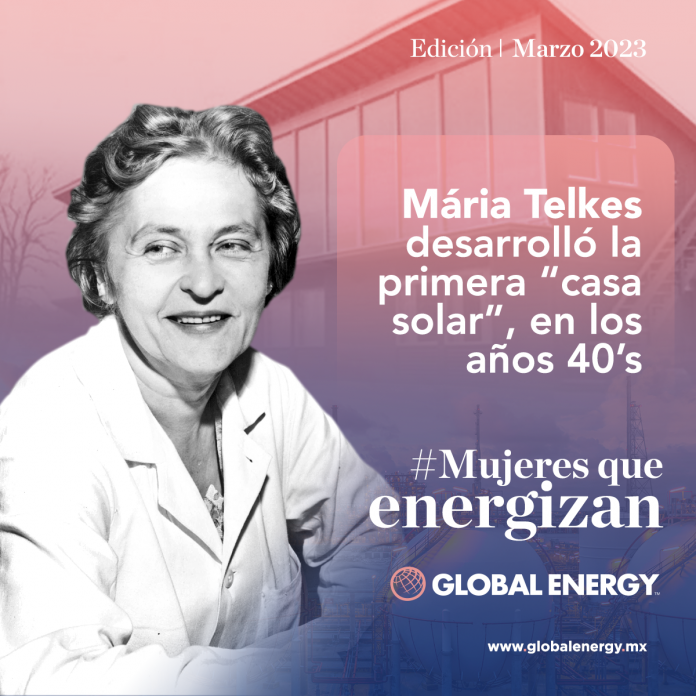 Edición | Marzo 2023
Mária Telkes
desarrolló la
primera “casa
solar”, en los
años 40’s
#Mujeres que
energizan
GLOBAL ENERGY™
www.globalenergy.mx